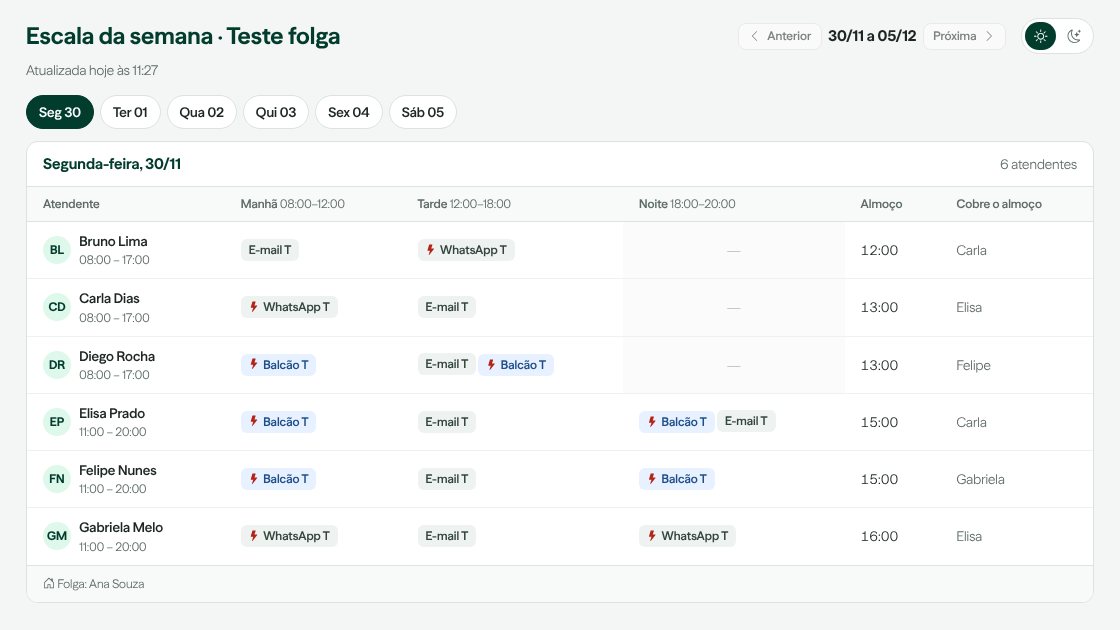 Escala da semana · Teste folga
Anterior 30/11 a 05/12 Próxima
Atualizada hoje às 11:27
Seg 30 Ter 01 Qua 02 Qui 03 Sex 04 Sáb 05
Segunda-feira, 30/11 6 atendentes
Atendente Manhã 08:00–12:00 Tarde 12:00–18:00 Noite 18:00–20:00 Almoço Cobre o almoço
BL Bruno Lima E-mail T WhatsApp T — 12:00 Carla
08:00 – 17:00
CD Carla Dias WhatsApp T E-mail T — 13:00 Elisa
08:00 – 17:00
DR Diego Rocha Balcão T E-mail T Balcão T — 13:00 Felipe
08:00 – 17:00
EP Elisa Prado Balcão T E-mail T Balcão T E-mail T 15:00 Carla
11:00 – 20:00
FN Felipe Nunes Balcão T E-mail T Balcão T 15:00 Gabriela
11:00 – 20:00
GM Gabriela Melo WhatsApp T E-mail T WhatsApp T 16:00 Elisa
11:00 – 20:00
Folga: Ana Souza